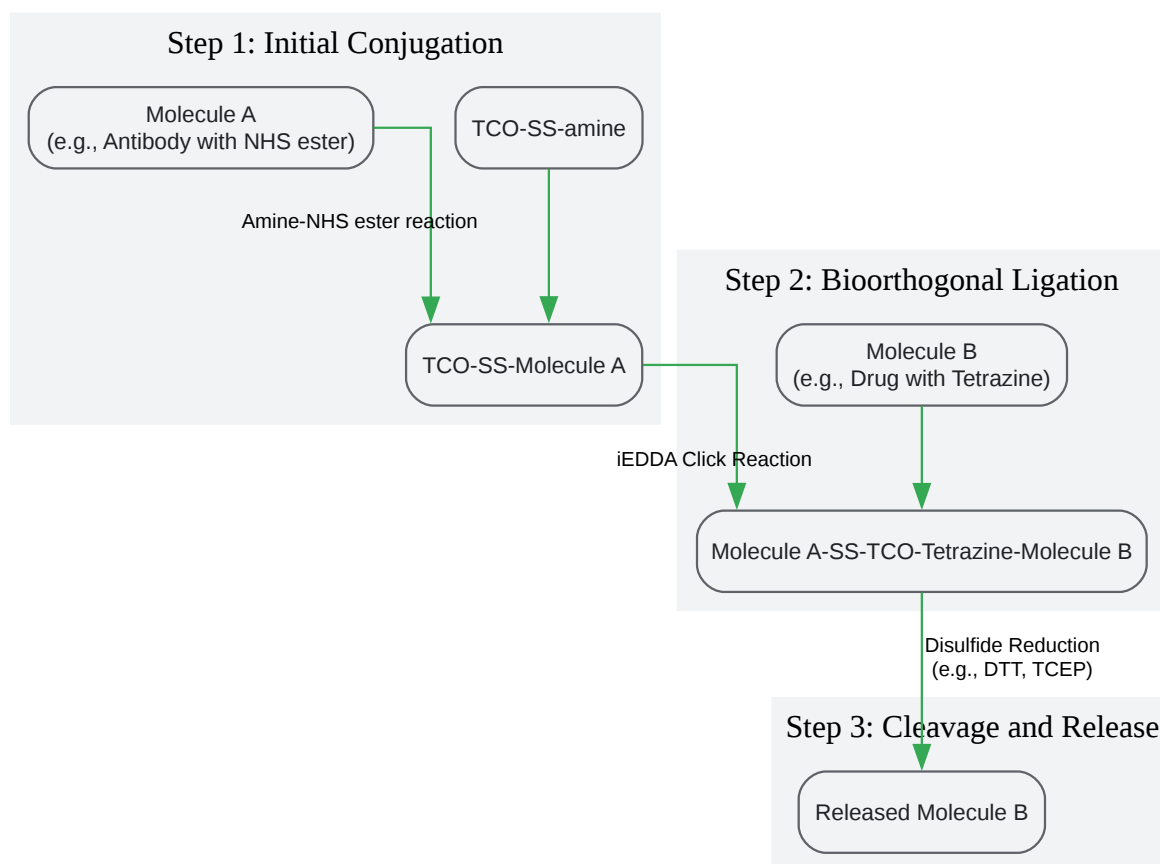 Step 1: Initial Conjugation
Molecule A
(e.g., Antibody with NHS ester)
TCO-SS-amine
Amine-NHS ester reaction
TCO-SS-Molecule A
Step 2: Bioorthogonal Ligation
Molecule B
(e.g., Drug with Tetrazine)
iEDDA Click Reaction
Molecule A-SS-TCO-Tetrazine-Molecule B
Disulfide Reduction
(e.g., DTT, TCEP)
Step 3: Cleavage and Release
Released Molecule B